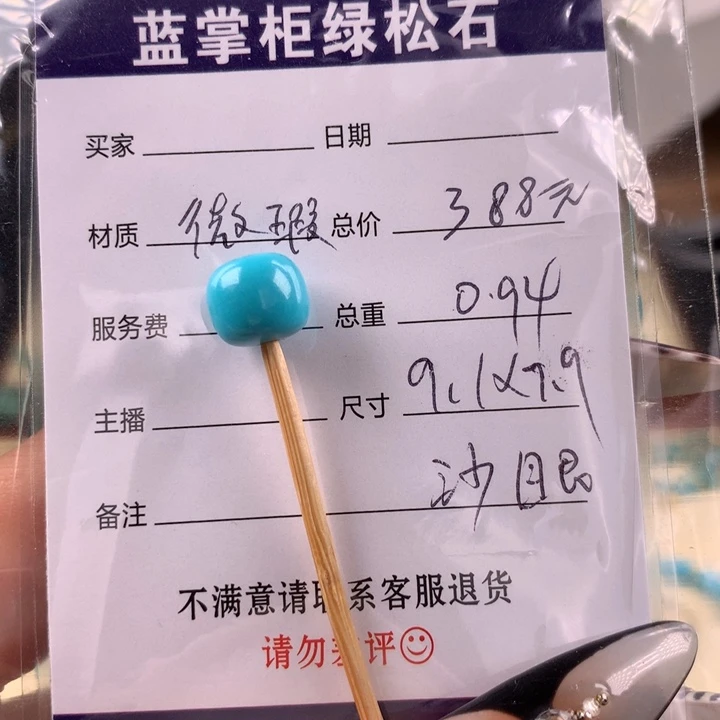 蓝掌柜绿松石
买家 日期
材质 微瑕 总价 388元
服务费 总重 0.94
主播 尺寸 9.1×7.9
备注 沙眼
不满意请联系客服退货
请勿差评